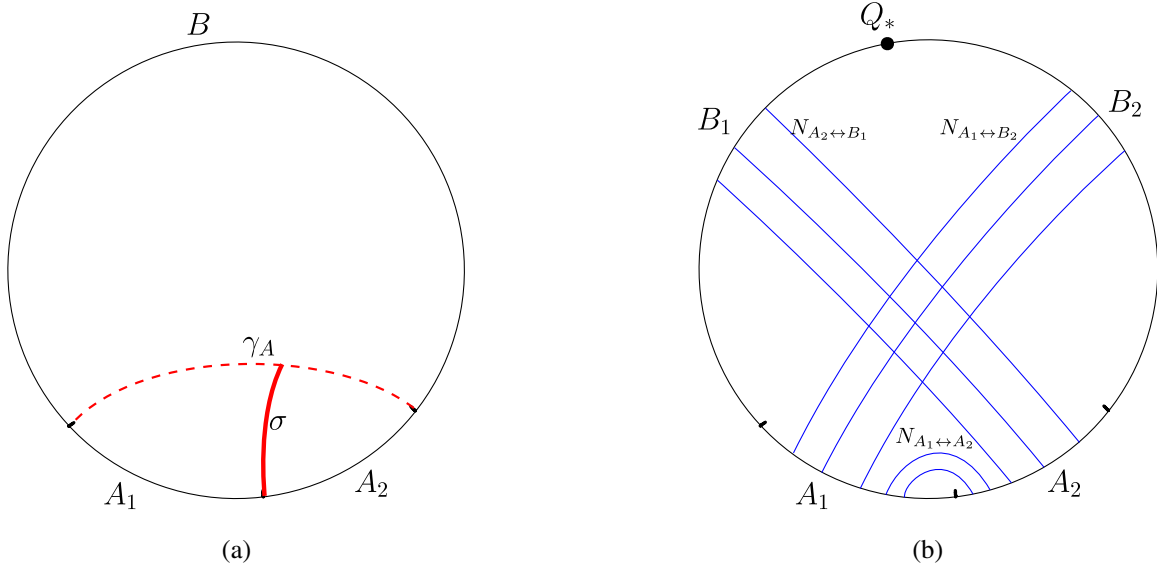 B
γ_A
σ
A_1
A_2
(a)
Q_*
B_1
B_2
N_{A_2↔B_1}
N_{A_1↔B_2}
N_{A_1↔A_2}
A_1
A_2
(b)